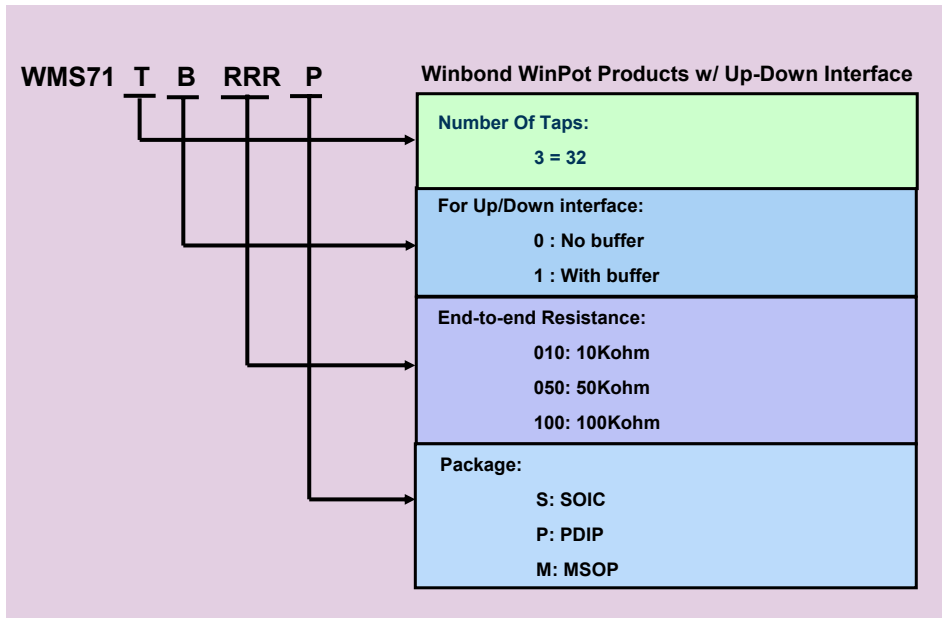 WMS71 T B RRR P
Winbond WinPot Products w/ Up-Down Interface
Number Of Taps:
3 = 32
For Up/Down interface:
0 : No buffer
1 : With buffer
End-to-end Resistance:
010: 10Kohm
050: 50Kohm
100: 100Kohm
Package:
S: SOIC
P: PDIP
M: MSOP